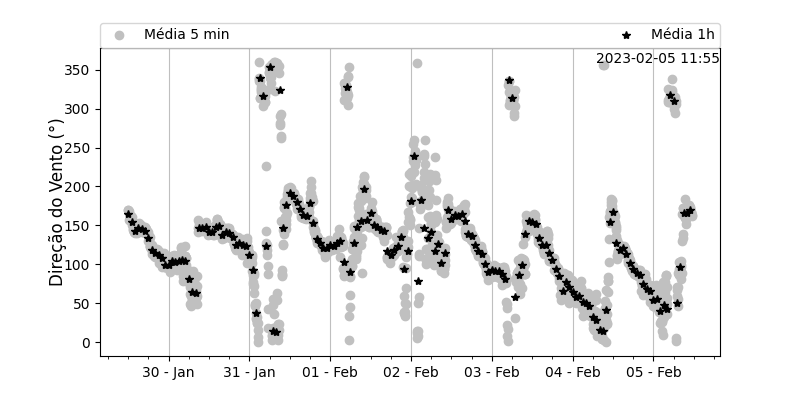 Média 5 min
Média 1h
2023-02-05 11:55
Direção do Vento (°)
350
300
250
200
150
100
50
0
30 - Jan
31 - Jan
01 - Feb
02 - Feb
03 - Feb
04 - Feb
05 - Feb